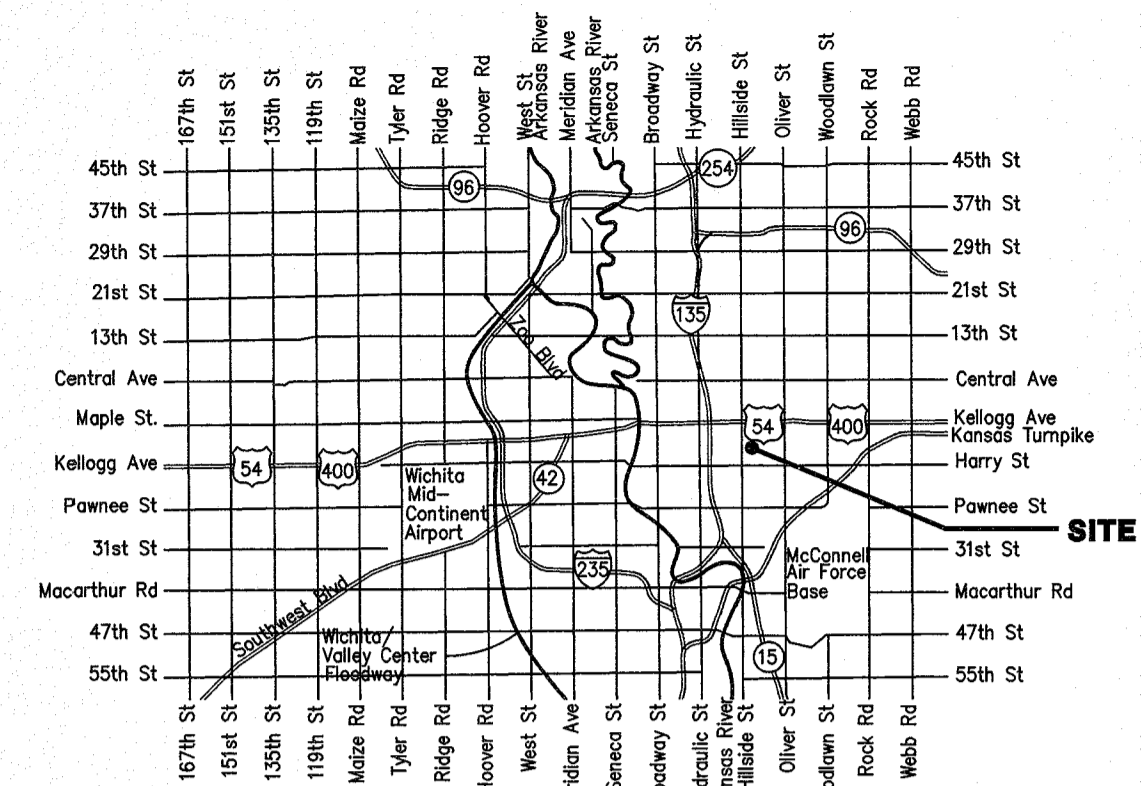 167th St
151st St
135th St
119th St
Maize Rd
Tyler Rd
Ridge Rd
Hoover Rd
West St
Arkansas River
Meridian Ave
Arkansas River
Seneca St
Broadway St
Hydraulic St
Hillside St
Oliver St
Woodlawn St
Rock Rd
Webb Rd
45th St
37th St
29th St
21st St
13th St
Central Ave
Maple St.
Kellogg Ave
Pawnee St
31st St
Macarthur Rd
47th St
55th St
96
254
96
135
Zoo Blvd
54
400
54
400
42
Wichita
Mid-
Continent
Airport
235
McConnell
Air Force
Base
Southwest Blvd
Wichita/
Valley Center
Floodway
15
45th St
37th St
29th St
21st St
13th St
Central Ave
Kellogg Ave
Kansas Turnpike
Harry St
Pawnee St
SITE
31st St
Macarthur Rd
47th St
55th St
167th St
151st St
135th St
119th St
Maize Rd
Tyler Rd
Ridge Rd
Hoover Rd
West St
ridian Ave
Seneca St
oadway St
draulic St
nsas River
Hillside St
Oliver St
odlawn St
Rock Rd
Webb Rd